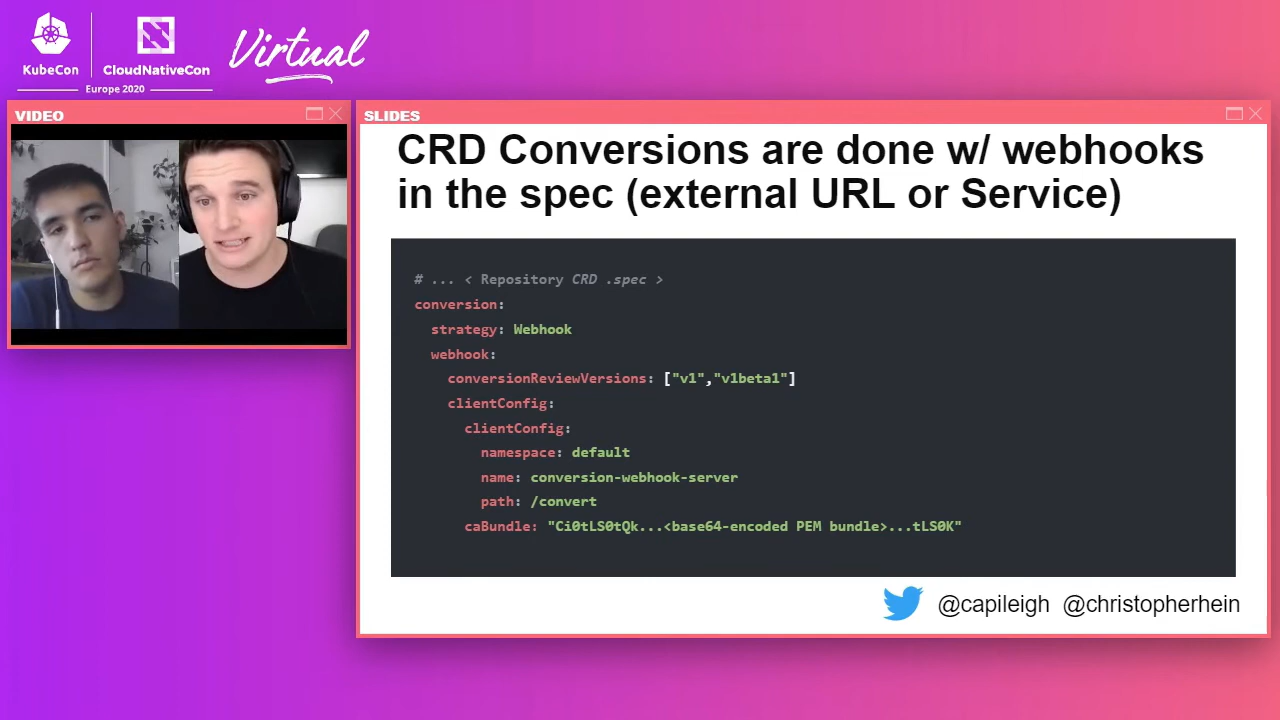 KubeCon
CloudNativeCon
Europe 2020
Virtual
VIDEO
SLIDES
CRD Conversions are done w/ webhooks
in the spec (external URL or Service)
# ... < Repository CRD .spec >
conversion:
strategy: Webhook
webhook:
conversionReviewVersions: ["v1","v1beta1"]
clientConfig:
clientConfig:
namespace: default
name: conversion-webhook-server
path: /convert
caBundle: "Ci0tLS0tQk...<base64-encoded PEM bundle>...tLS0K"
@capileigh @christopherhein